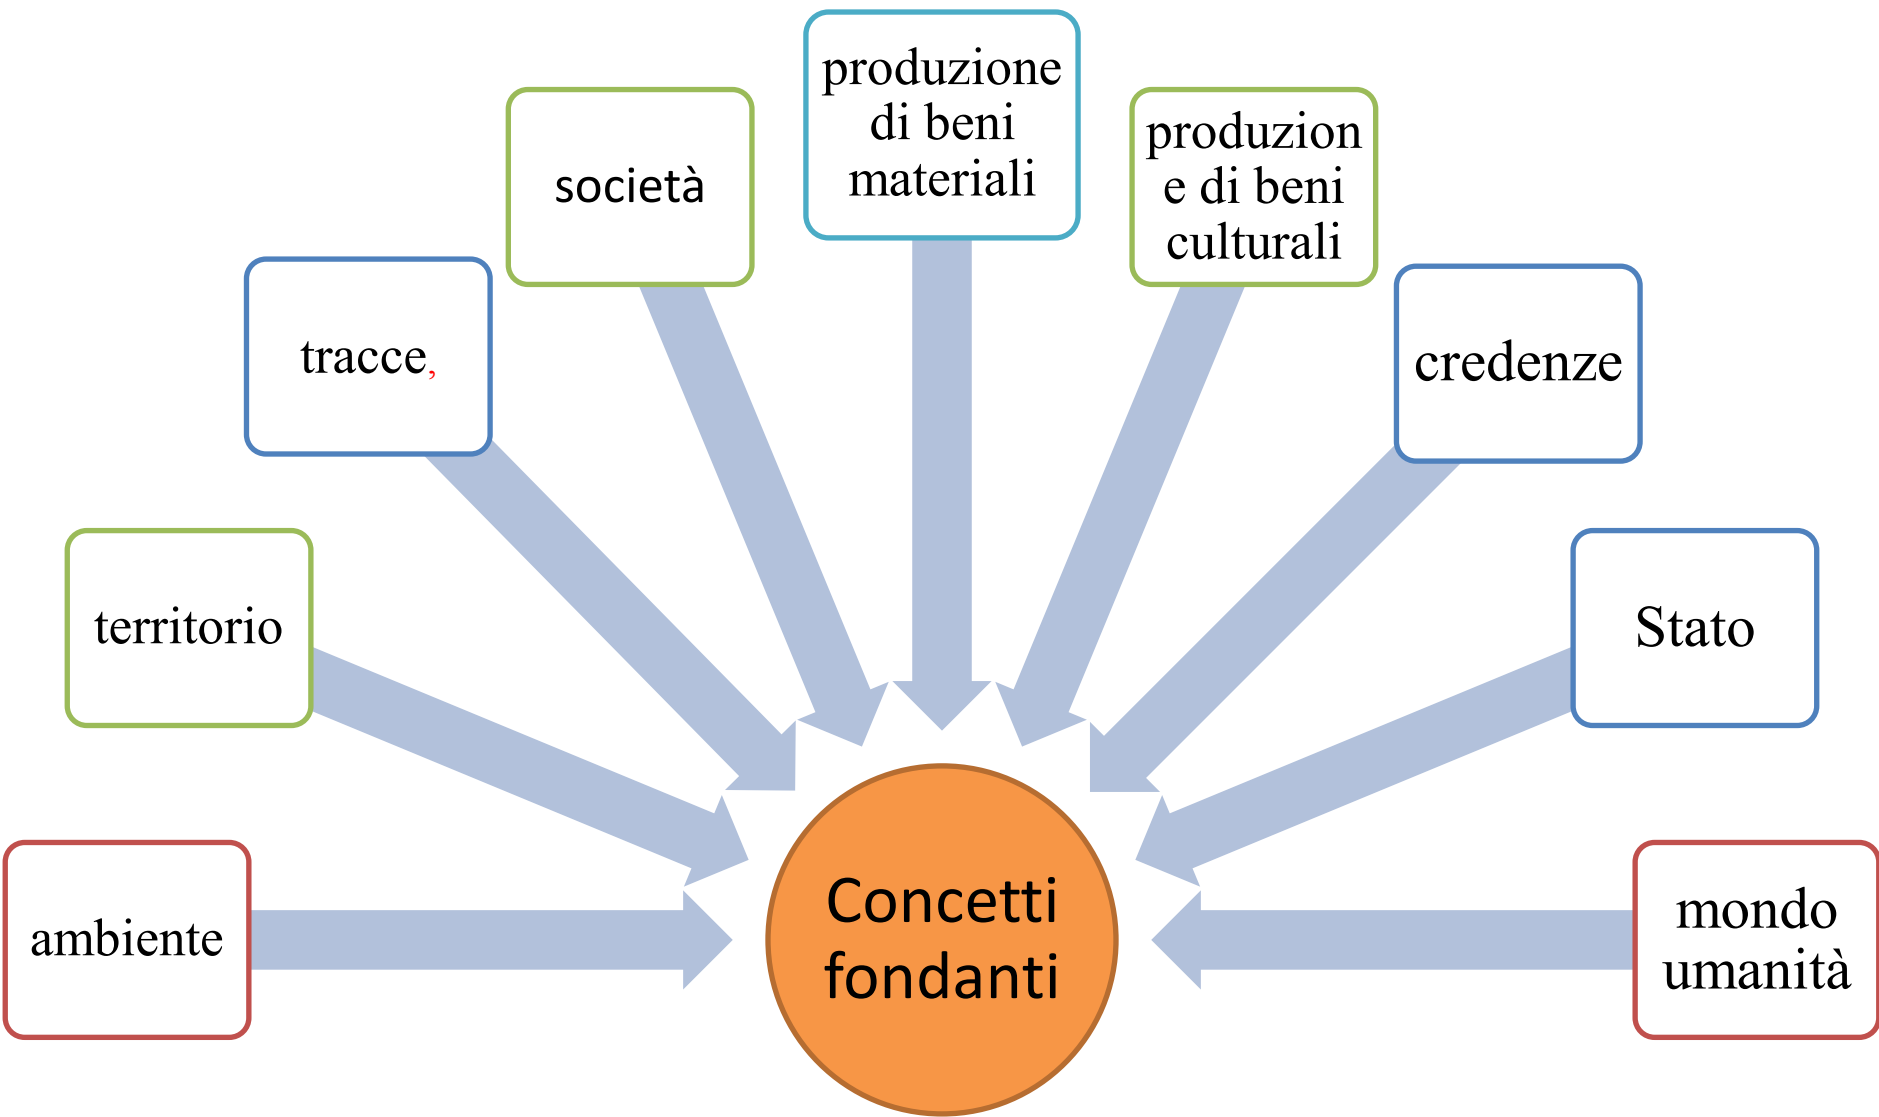 produzione
di beni
materiali
società
produzion
e di beni
culturali
tracce,
credenze
territorio
Stato
ambiente
Concetti
fondanti
mondo
umanità